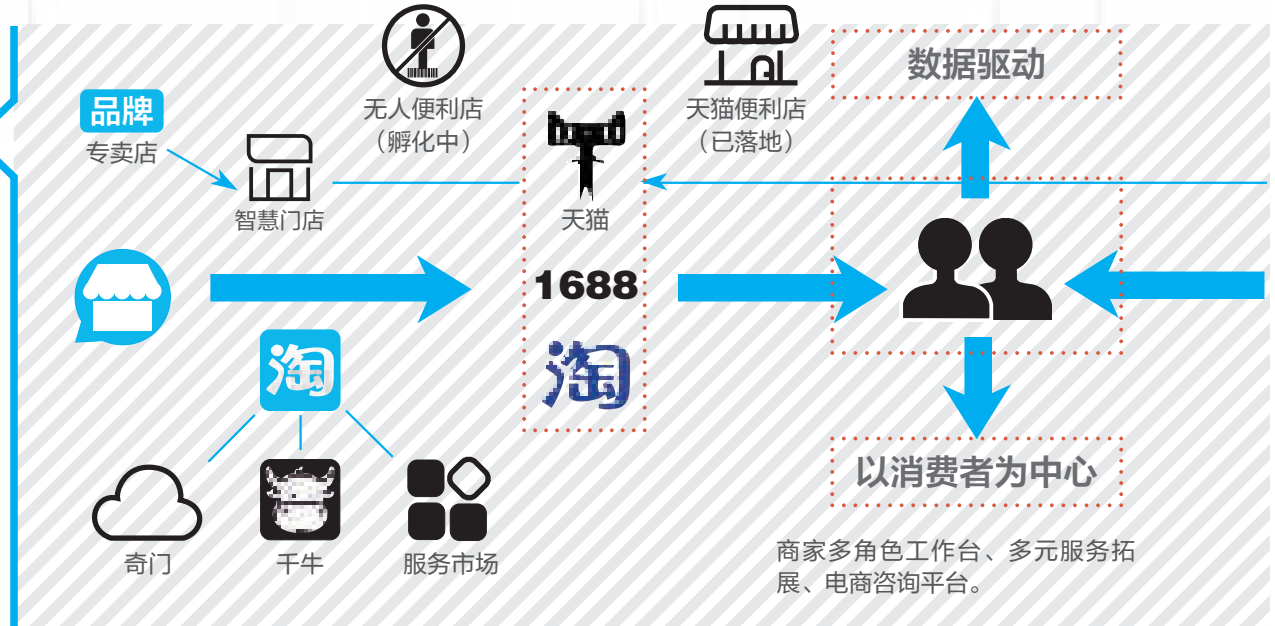 数据驱动
无人便利店
（孵化中）
天猫便利店
（已落地）
品牌
专卖店
智慧门店
天猫
1688
淘
淘
奇门
千牛
服务市场
以消费者为中心
商家多角色工作台、多元服务拓
展、电商咨询平台。